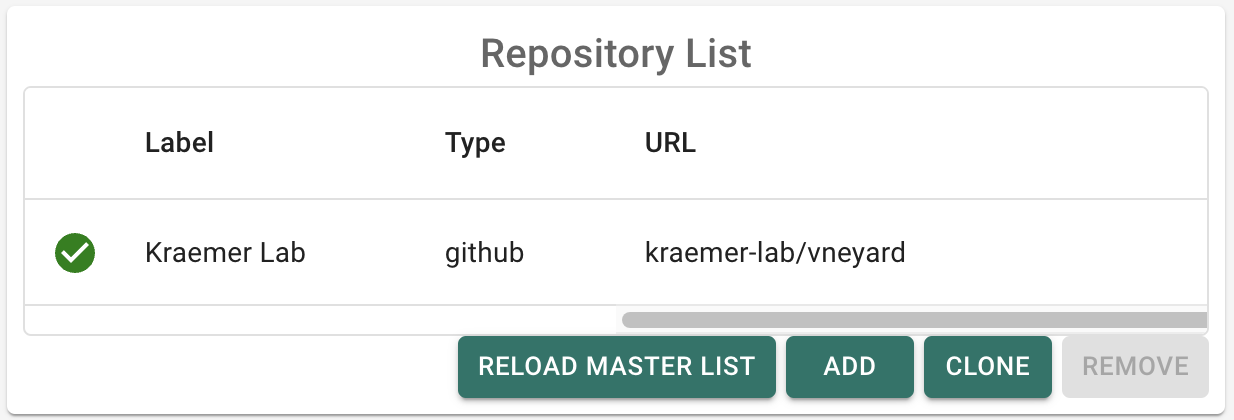 Repository List
Label Type URL
Kraemer Lab github kraemer-lab/vneyard
RELOAD MASTER LIST ADD CLONE REMOVE